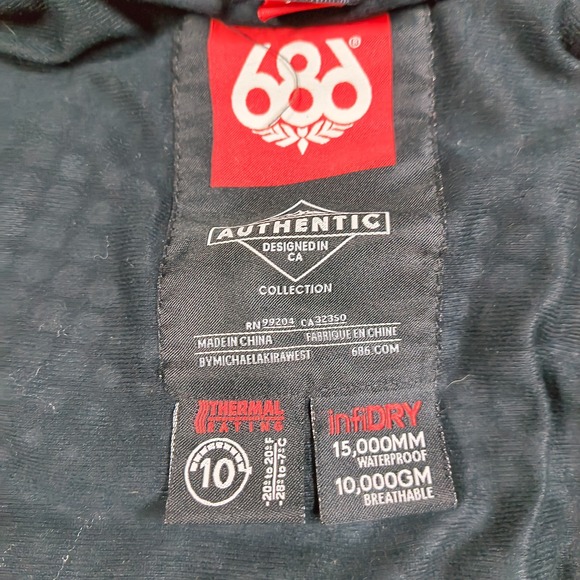 686®
AUTHENTIC
DESIGNED IN
CA
COLLECTION
RN 99204 CA 32350
MADE IN CHINA FABRIQUE EN CHINE
BYMICHAELAKIRAWEST 686.COM
THERMAL
RATING
10
-20° to 20° F
-28° to -7° C
infiDRY
15,000MM
WATERPROOF
10,000GM
BREATHABLE